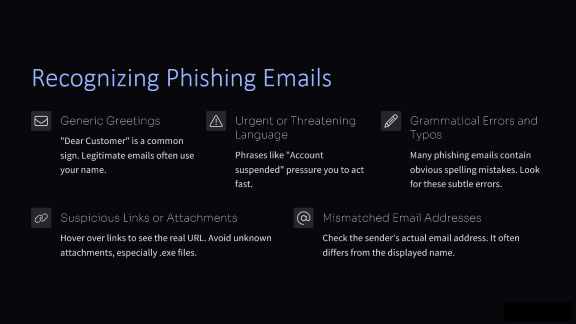 Recognizing Phishing Emails
Generic Greetings
"Dear Customer" is a common
sign. Legitimate emails often use
your name.
Urgent or Threatening
Language
Phrases like "Account
suspended" pressure you to act
fast.
Grammatical Errors and
Typos
Many phishing emails contain
obvious spelling mistakes. Look
for these subtle errors.
Suspicious Links or Attachments
Hover over links to see the real URL. Avoid unknown
attachments, especially .exe files.
Mismatched Email Addresses
Check the sender's actual email address. It often
differs from the displayed name.